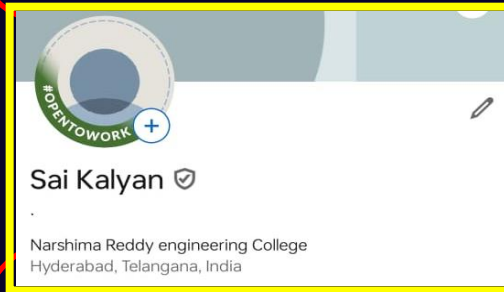 #OPENTOWORK
Sai Kalyan
.
Narshima Reddy engineering College
Hyderabad, Telangana, India